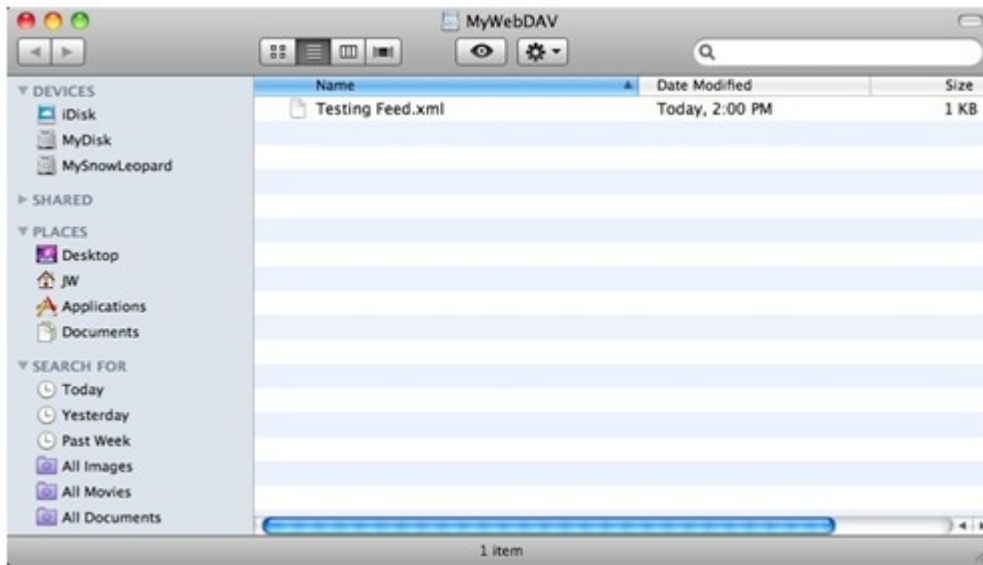 MyWebDAV
Name Date Modified Size
Testing Feed.xml Today, 2:00 PM 1 KB
DEVICES
iDisk
MyDisk
MySnowLeopard
SHARED
PLACES
Desktop
JW
Applications
Documents
SEARCH FOR
Today
Yesterday
Past Week
All Images
All Movies
All Documents
1 item